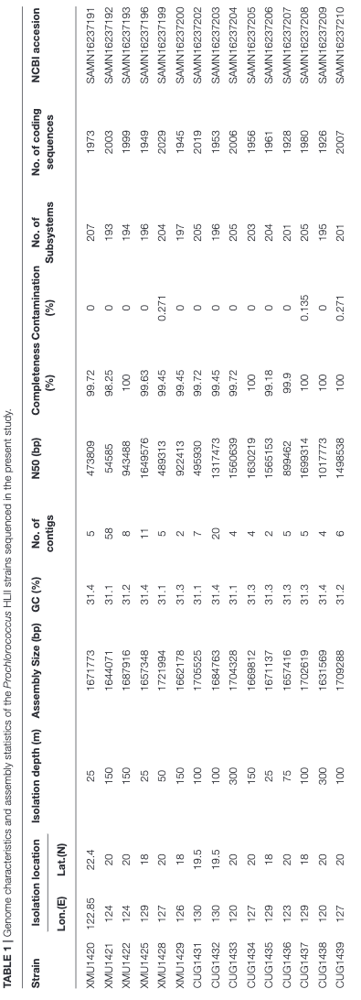 TABLE 1 | Genome characteristics and assembly statistics of the Prochlorococcus HLII strains sequenced in the present study.
Strain Isolation location Isolation depth (m) Assembly Size (bp) GC (%) No. of contigs N50 (bp) Completeness (%) Contamination (%) No. of Subsystems No. of coding sequences NCBI accesion
Lon.(E) Lat.(N)
XMU1420 122.85 22.4 25 1671773 31.4 5 473809 99.72 0 207 1973 SAMN16237191
XMU1421 124 20 150 1644071 31.1 58 54585 98.25 0 193 2003 SAMN16237192
XMU1422 124 20 150 1687916 31.2 8 943488 100 0 194 1999 SAMN16237193
XMU1425 129 18 25 1657348 31.4 11 1649576 99.63 0 196 1949 SAMN16237196
XMU1428 127 20 50 1721994 31.1 5 489313 99.45 0.271 204 2029 SAMN16237199
XMU1429 126 18 150 1662178 31.3 2 922413 99.45 0 197 1945 SAMN16237200
CUG1431 130 19.5 100 1705525 31.1 7 495930 99.72 0 205 2019 SAMN16237202
CUG1432 130 19.5 100 1684763 31.4 20 1317473 99.45 0 196 1953 SAMN16237203
CUG1433 120 20 300 1704328 31.1 4 1560639 99.72 0 205 2006 SAMN16237204
CUG1434 127 20 150 1669812 31.3 4 1630219 100 0 203 1956 SAMN16237205
CUG1435 129 18 25 1671137 31.3 2 1565153 99.18 0 204 1961 SAMN16237206
CUG1436 123 20 75 1657416 31.3 5 899462 99.9 0 201 1928 SAMN16237207
CUG1437 129 18 100 1702619 31.3 5 1699314 100 0.135 205 1980 SAMN16237208
CUG1438 120 20 300 1631569 31.4 4 1017773 100 0 195 1926 SAMN16237209
CUG1439 127 20 100 1709288 31.2 6 1498538 100 0.271 201 2007 SAMN16237210